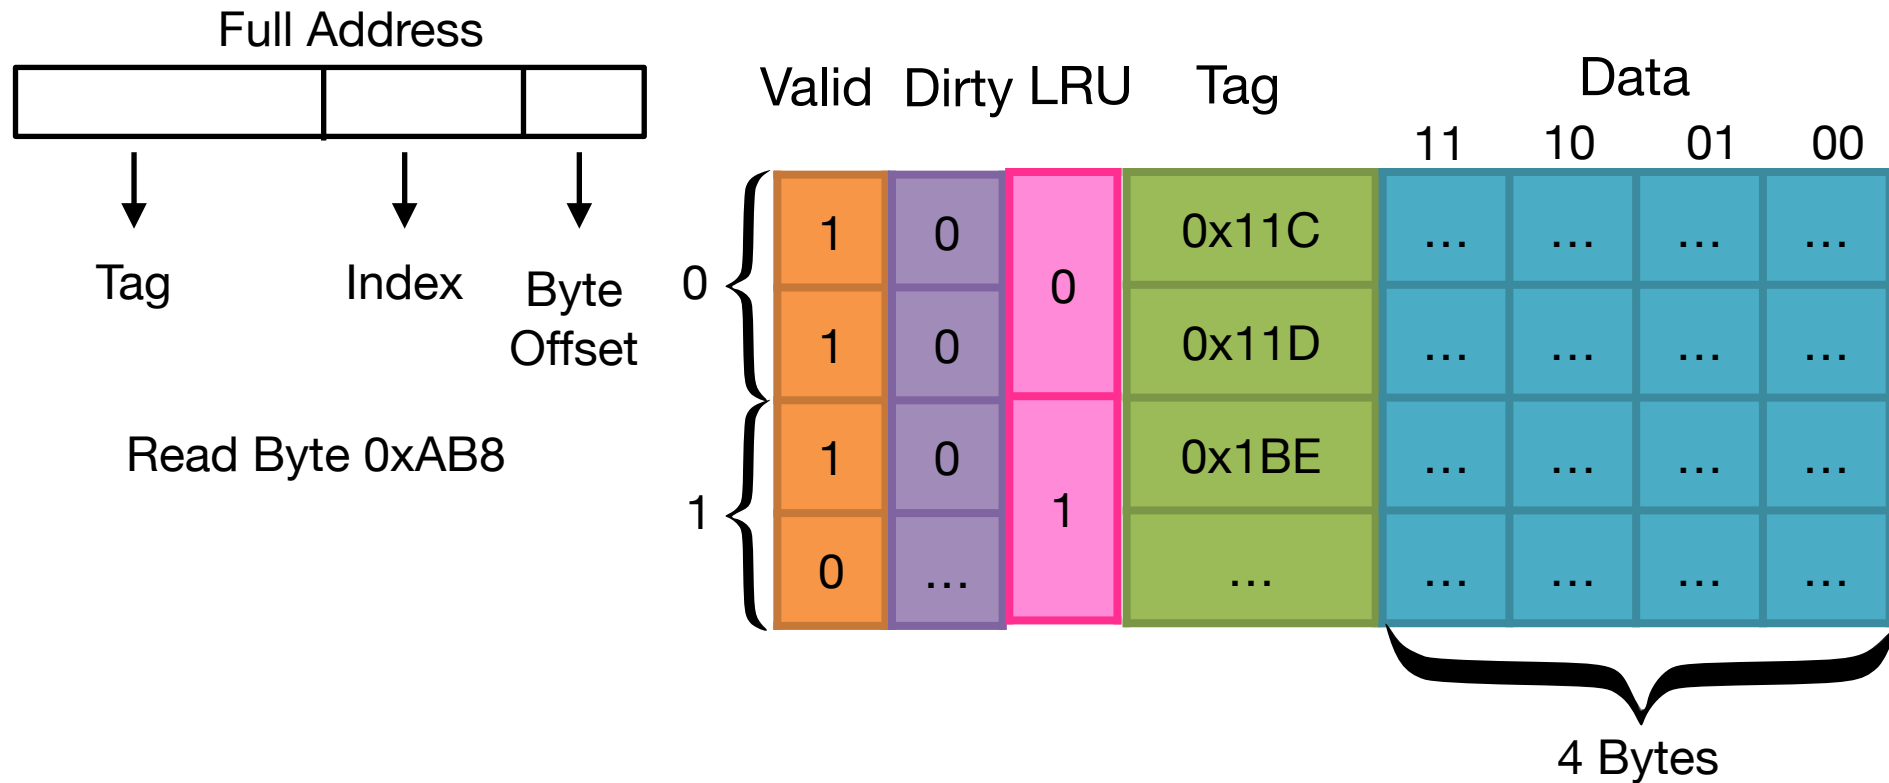 Full Address
Tag Index Byte Offset
Read Byte 0xAB8
Valid Dirty LRU Tag Data
11 10 01 00
0
1 0 0 0x11C ... ... ... ...
1 0 0x11D ... ... ... ...
1
1 0 1 0x1BE ... ... ... ...
0 ... ... ... ... ... ...
4 Bytes